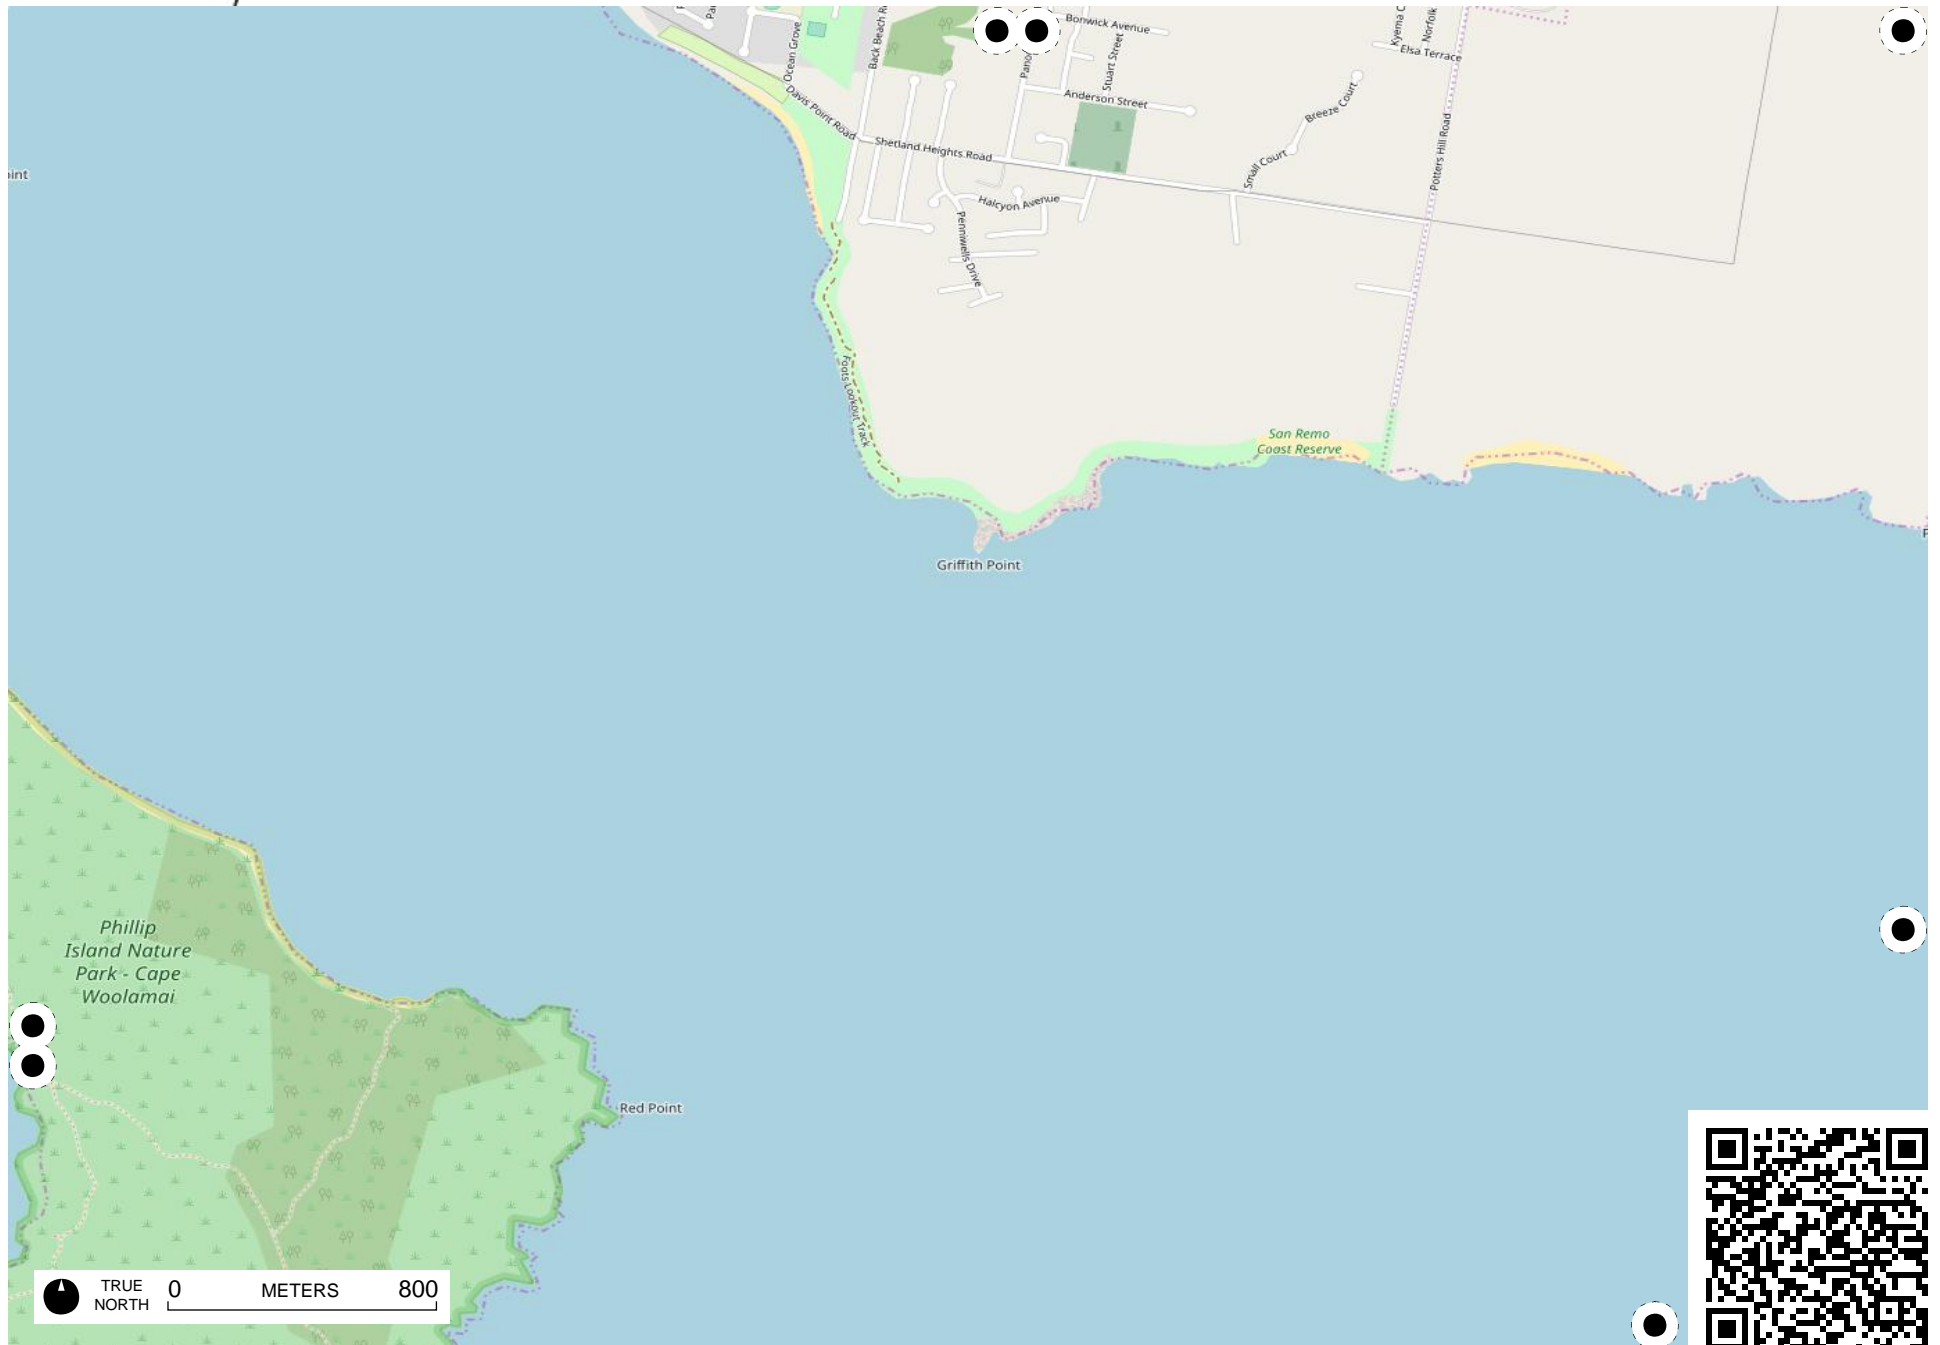 Bonwick Avenue
Elsa Terrace
Norfolk
Back Beach R
Ocean Grove
Stuart Street
Anderson Street
Davis Point Road
Breeze Court
Shetland Heights Road
Small Court
Potters Hill Road
oint
Halcyon Avenue
Penniwells Drive
Foots Lookout Track
San Remo
Coast Reserve
Griffith Point
Phillip
Island Nature
Park - Cape
Woolamai
Red Point
TRUE
NORTH
0 METERS 800